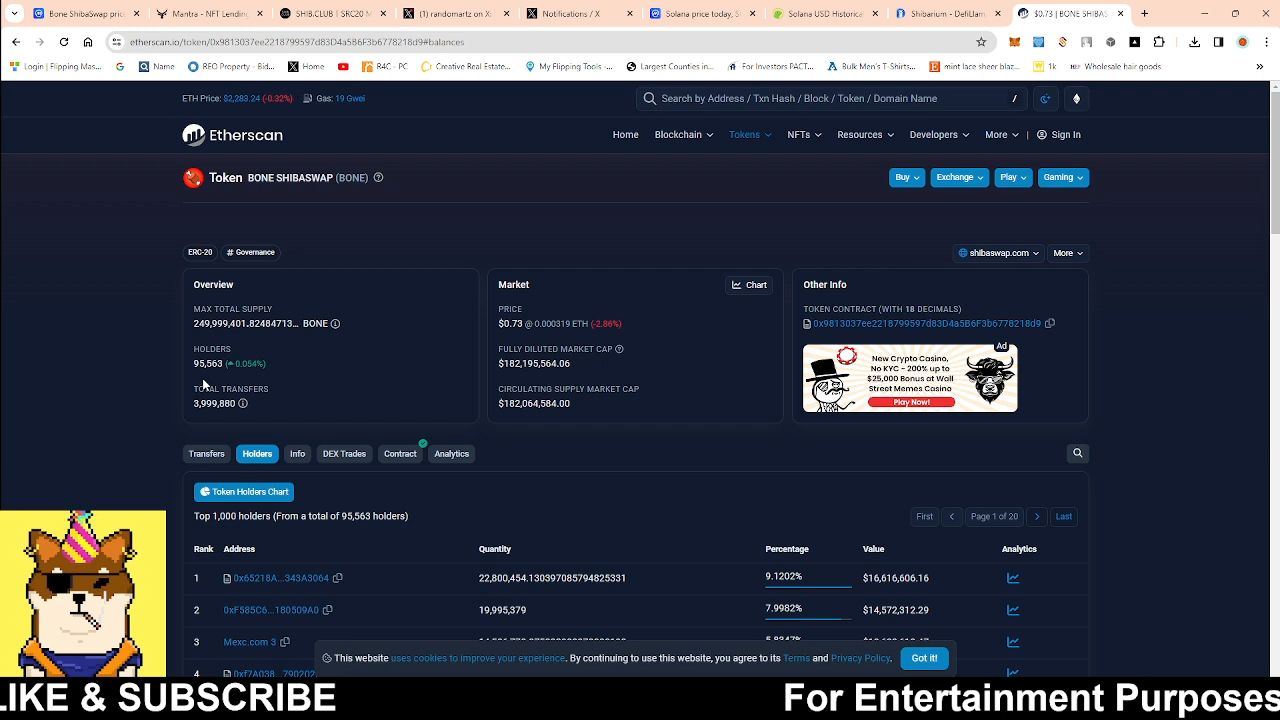 BONE ShibaSwap pric
Mantra - NFT Lending
SHIB.CLUB | SRC20 M
(1) shibmartz on X
Notifications / X
Solana price today,
Solana USD Historical
Shibarium - DefiLlam
$0.73 | BONE SHIBAS
etherscan.io/token/0x9813037ee2218799597d83D4a5B6F3b6778218d9#balances
Login | Flipping Mas...
Name
REO Property - Bid...
Home
R4C - PC
Creative Real Estate...
My Flipping Tools -...
Largest Counties in...
For Investors PACT...
Bulk Men's T-Shirts...
mint lace sheer blaz...
1k
Wholesale hair goods
ETH Price: $2,283.24 (-0.32%) Gas: 19 Gwei
Search by Address / Txn Hash / Block / Token / Domain Name /
Etherscan
Home Blockchain Tokens NFTs Resources Developers More | Sign In
Token BONE SHIBASWAP (BONE)
Buy Exchange Play Gaming
ERC-20 # Governance
shibaswap.com More
Overview
MAX TOTAL SUPPLY
249,999,401.82484713... BONE
HOLDERS
95,563 (0.054%)
TOTAL TRANSFERS
3,999,880
Market
Chart
PRICE
$0.73 @ 0.000319 ETH (-2.86%)
FULLY DILUTED MARKET CAP
$182,195,564.06
CIRCULATING SUPPLY MARKET CAP
$182,064,584.00
Other Info
TOKEN CONTRACT (WITH 18 DECIMALS)
0x9813037ee2218799597d83D4a5B6F3b6778218d9
Ad
New Crypto Casino,
No KYC - 200% up to
$25,000 Bonus at Wall
Street Memes Casino
Play Now!
Transfers Holders Info DEX Trades Contract Analytics
Token Holders Chart
Top 1,000 holders (From a total of 95,563 holders)
First Page 1 of 20 Last
Rank Address Quantity Percentage Value Analytics
1 0x65218A...343A3064 22,800,454.130397085794825331 9.1202% $16,616,606.16
2 0xF585C6...180509A0 19,995,379 7.9982% $14,572,312.29
3 Mexc.com 3
4
This website uses cookies to improve your experience. By continuing to use this website, you agree to its Terms and Privacy Policy.
Got it!
LIKE & SUBSCRIBE
For Entertainment Purposes